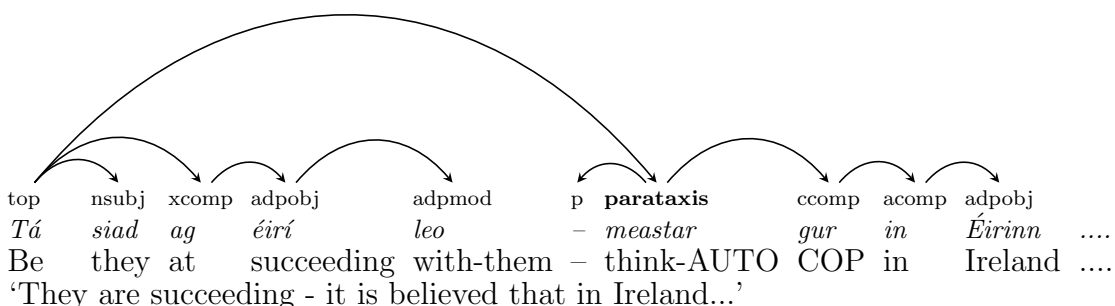 top nsubj xcomp adpobj adpmod p parataxis ccomp acomp adpobj
Tá siad ag éirí leo – meastar gur in Éirinn ....
Be they at succeeding with-them – think-AUTO COP in Ireland ....
‘They are succeeding - it is believed that in Ireland...’